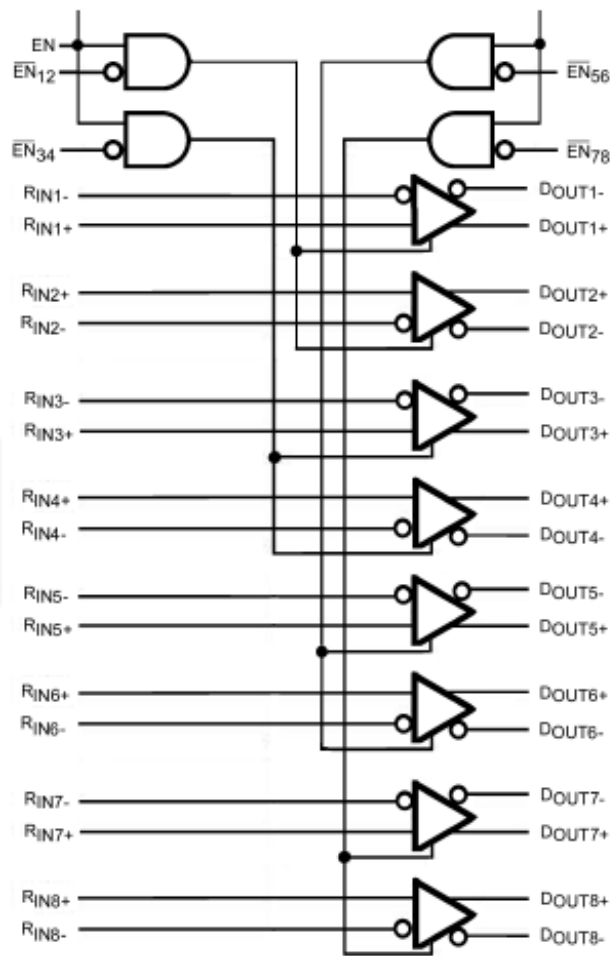 EN
EN12 EN56
EN34 EN78
RIN1- DOUT1-
RIN1+ DOUT1+
RIN2+ DOUT2+
RIN2- DOUT2-
RIN3- DOUT3-
RIN3+ DOUT3+
RIN4+ DOUT4+
RIN4- DOUT4-
RIN5- DOUT5-
RIN5+ DOUT5+
RIN6+ DOUT6+
RIN6- DOUT6-
RIN7- DOUT7-
RIN7+ DOUT7+
RIN8+ DOUT8+
RIN8- DOUT8-